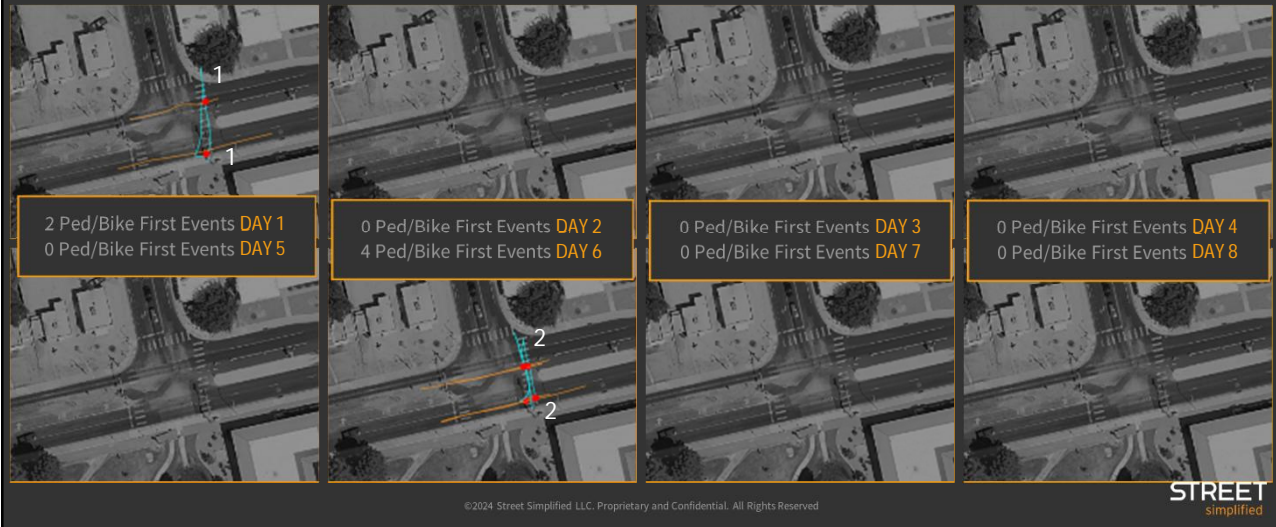 1
1
2 Ped/Bike First Events DAY 1
0 Ped/Bike First Events DAY 5
0 Ped/Bike First Events DAY 2
4 Ped/Bike First Events DAY 6
0 Ped/Bike First Events DAY 3
0 Ped/Bike First Events DAY 7
0 Ped/Bike First Events DAY 4
0 Ped/Bike First Events DAY 8
2
2
©2024 Street Simplified LLC. Proprietary and Confidential. All Rights Reserved
STREET
simplified